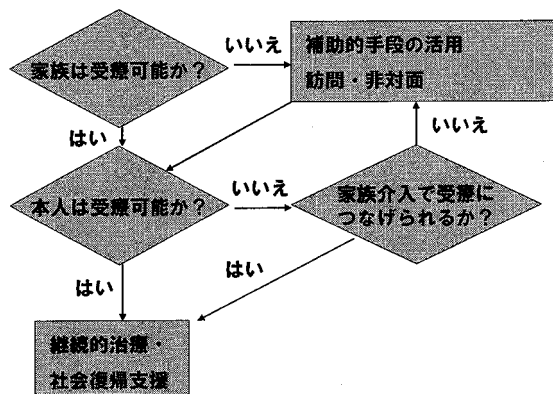 いいえ
補助的手段の活用
訪問・非対面
家族は受療可能か？
はい
いいえ
本人は受療可能か？
いいえ
家族介入で受療に
つなげられるか？
はい
はい
継続的治療・
社会復帰支援